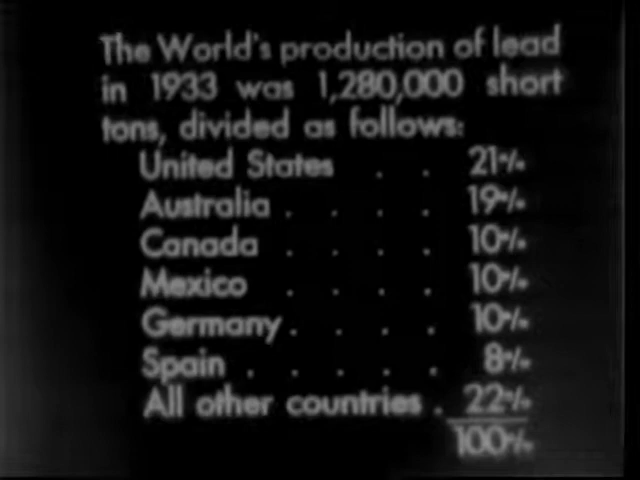 The World's production of lead
in 1933 was 1,280,000 short
tons, divided as follows:
United States . . 21%
Australia . . . . 19%
Canada . . . . 10%
Mexico . . . . 10%
Germany . . . . 10%
Spain . . . . . 8%
All other countries . 22%
100%